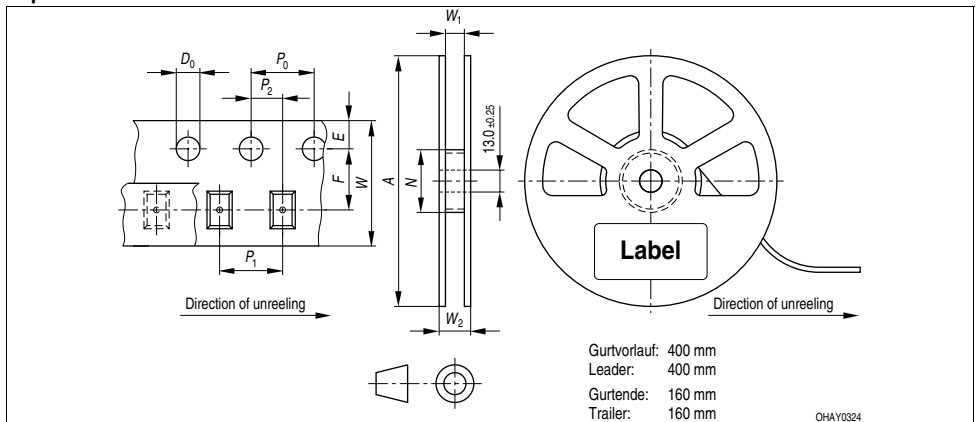 W1
D0
P0
P2
E
F
W
A
N
13.0 ±0.25
Label
P1
W2
Direction of unreeling
Direction of unreeling
Gurtvorlauf: 400 mm
Leader: 400 mm
Gurtende: 160 mm
Trailer: 160 mm
OHAY0324